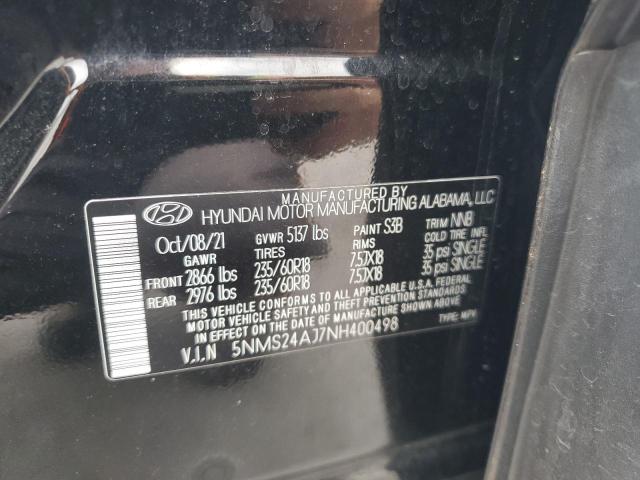 MANUFACTURED BY
HYUNDAI MOTOR MANUFACTURING ALABAMA, LLC
Oct/08/21 GVWR 5137 lbs PAINT S3B TRIM NNB
GAWR TIRES RIMS COLD TIRE INFL.
FRONT 2866 lbs 235/60R18 7.5JX18 35 psi SINGLE
REAR 2976 lbs 235/60R18 7.5JX18 35 psi SINGLE
THIS VEHICLE CONFORMS TO ALL APPLICABLE U.S.A. FEDERAL
MOTOR VEHICLE SAFETY AND THEFT PREVENTION STANDARDS
IN EFFECT ON THE DATE OF MANUFACTURE SHOWN ABOVE.
V.I.N 5NMS24AJ7NH400498 TYPE: MPV